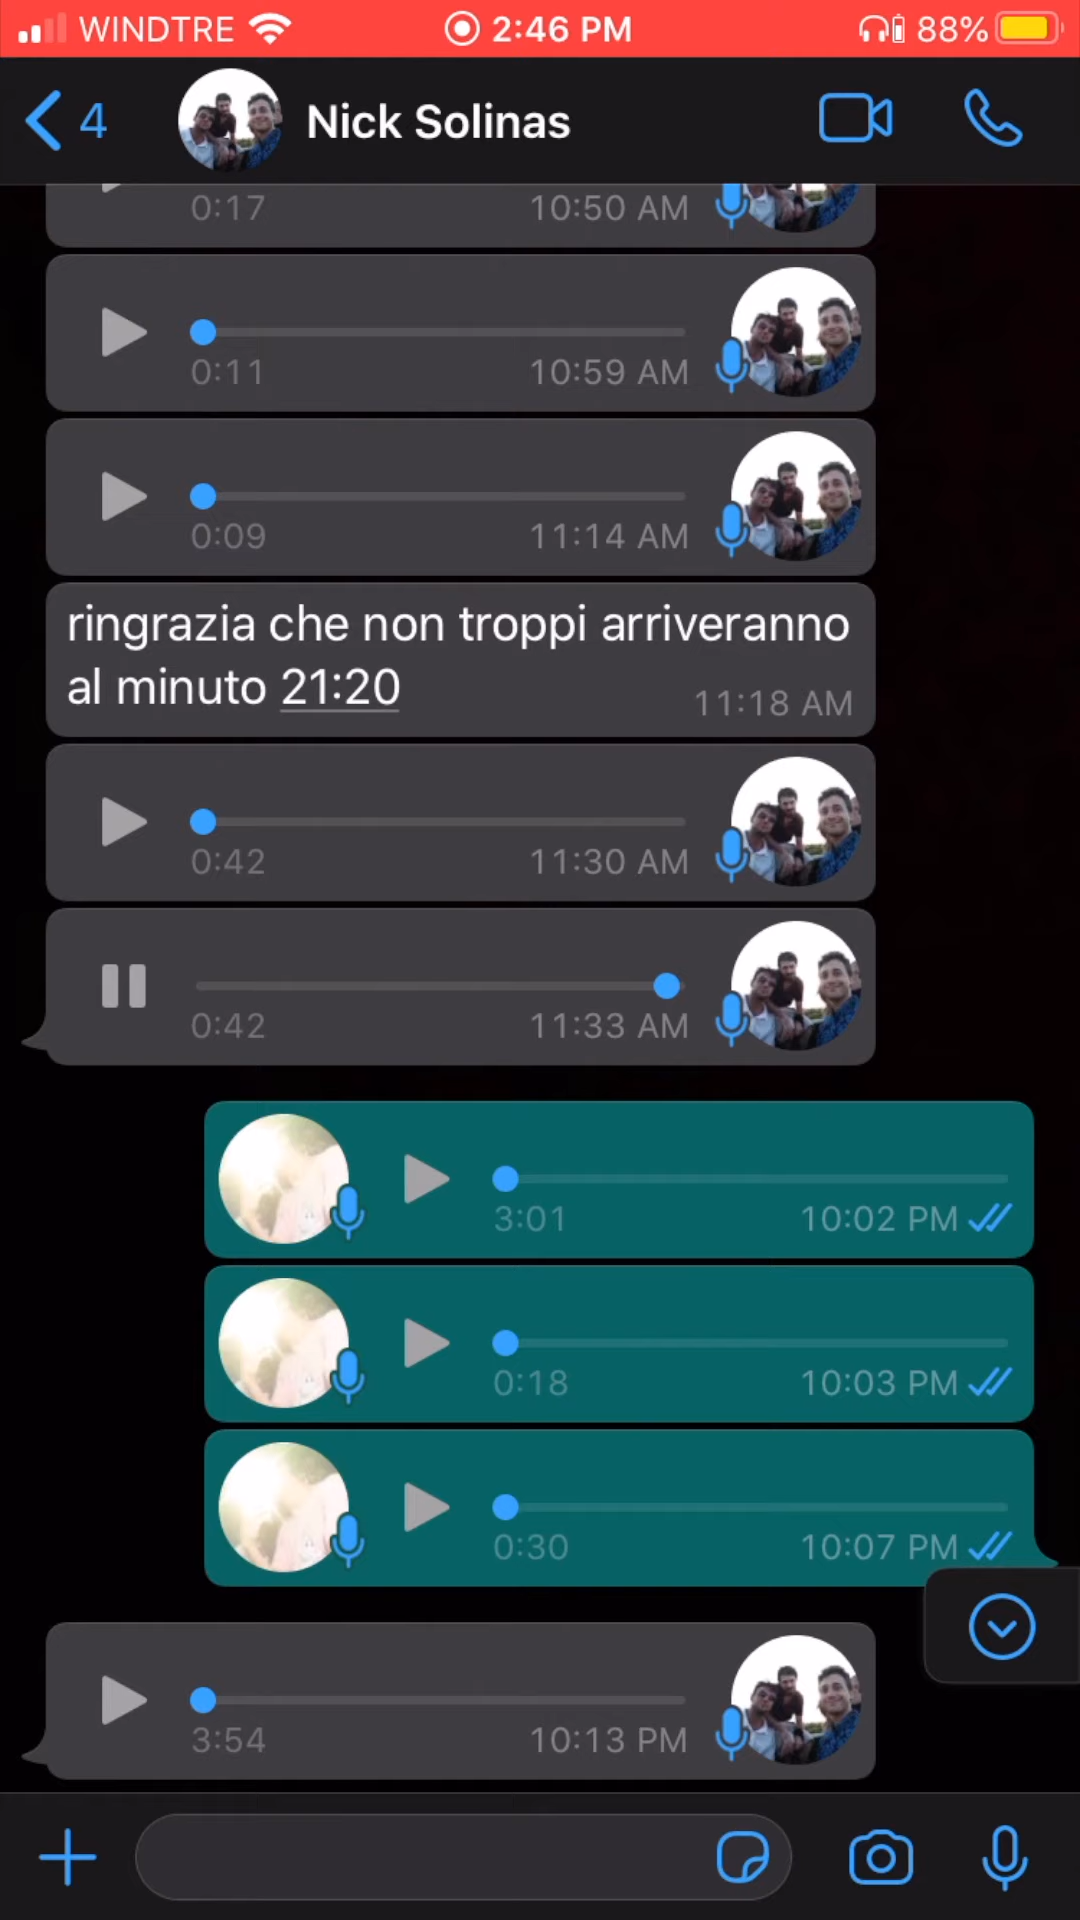 WINDTRE 2:46 PM 88%
4 Nick Solinas
0:17 10:50 AM
0:11 10:59 AM
0:09 11:14 AM
ringrazia che non troppi arriveranno
al minuto 21:20 11:18 AM
0:42 11:30 AM
0:42 11:33 AM
3:01 10:02 PM
0:18 10:03 PM
0:30 10:07 PM
3:54 10:13 PM